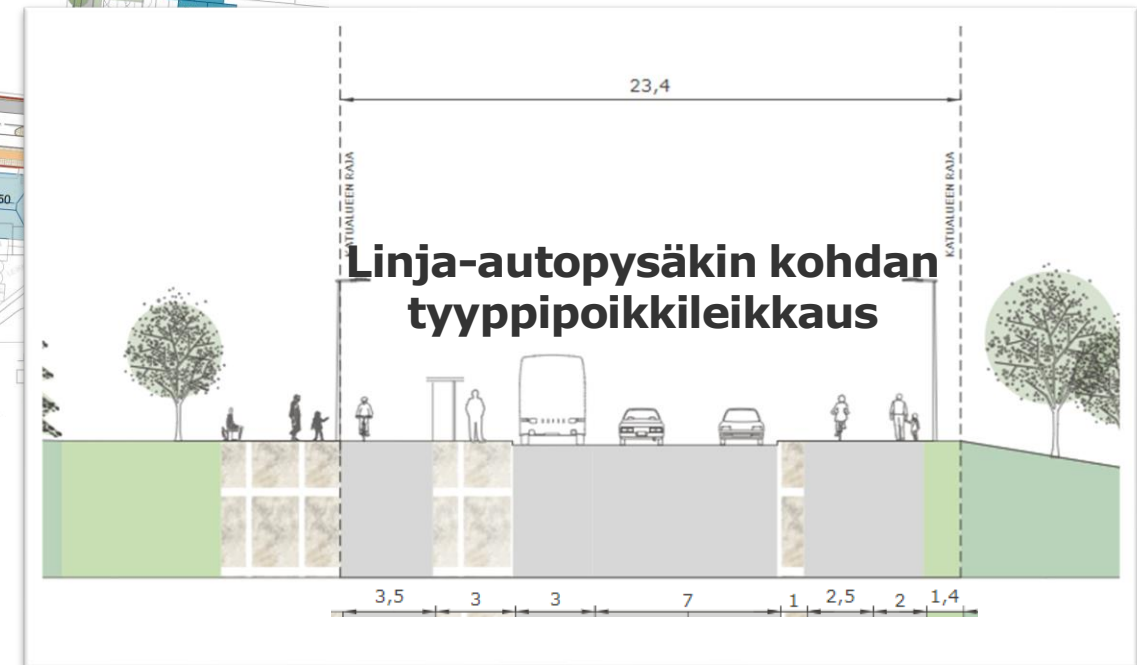 23,4
KATUALUEEN RAJA
KATUALUEEN RAJA
Linja-autopysäkin kohdan
tyyppipoikkileikkaus
50
3,5 3 3 7 1 2,5 2 1,4